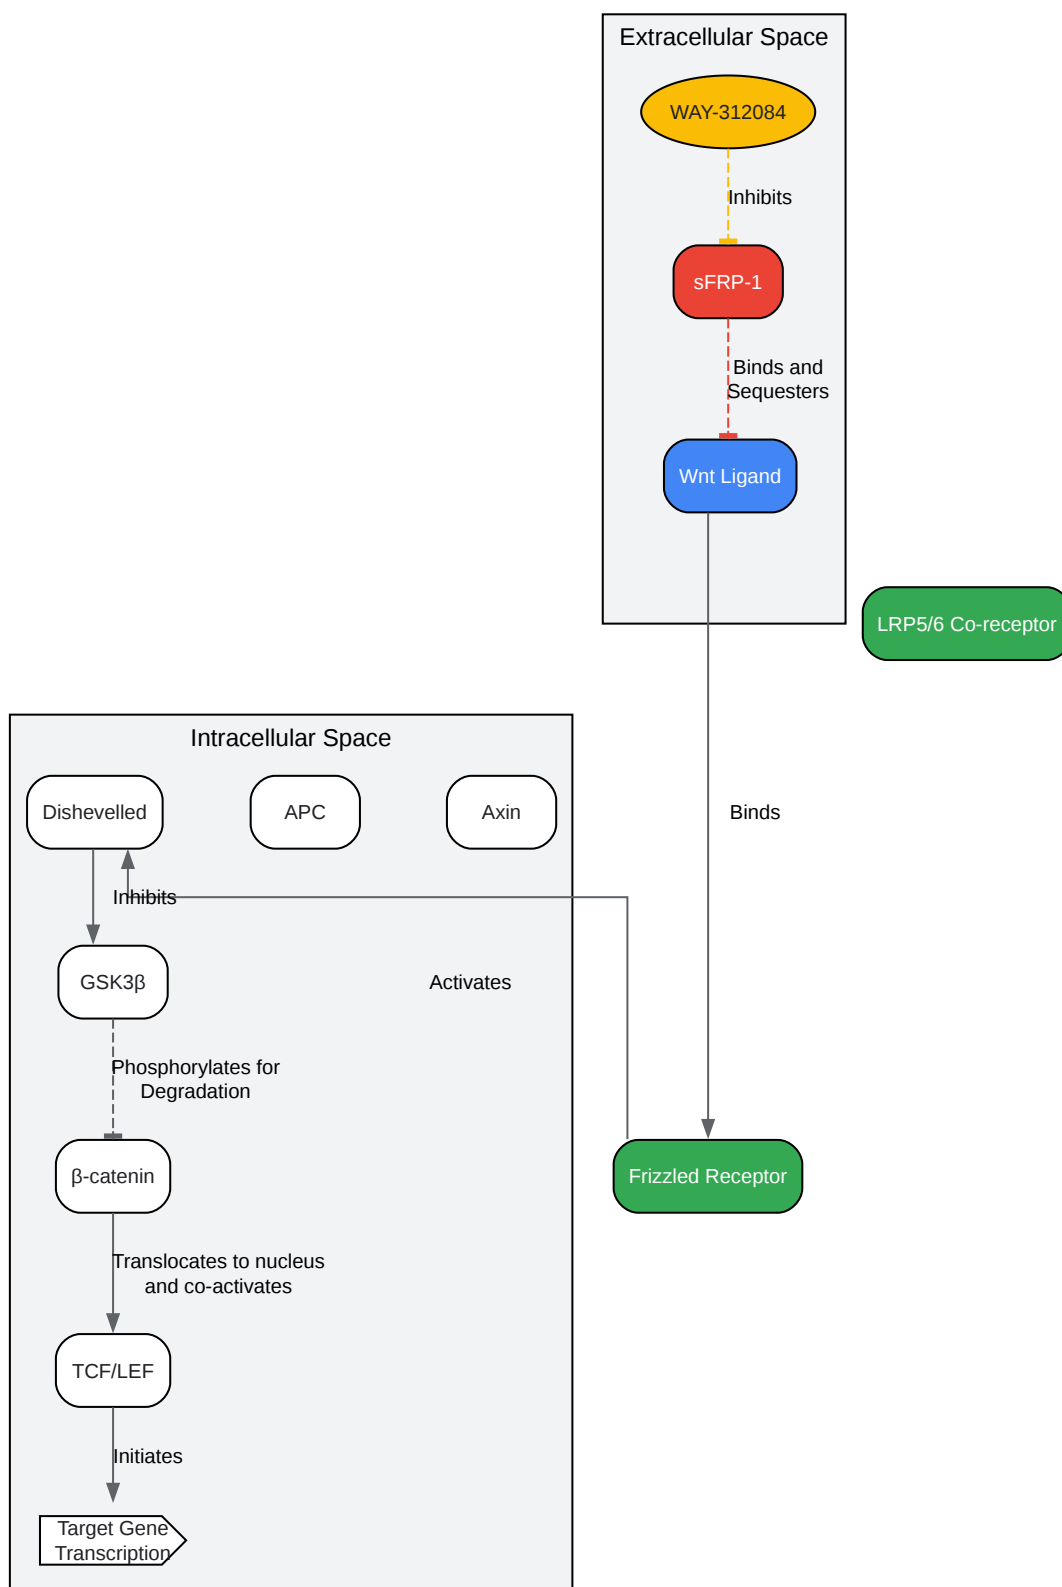 Extracellular Space
WAY-312084
Inhibits
sFRP-1
Binds and
Sequesters
Wnt Ligand
LRP5/6 Co-receptor
Intracellular Space
Dishevelled
APC
Axin
Binds
Inhibits
GSK3β
Activates
Phosphorylates for
Degradation
β-catenin
Frizzled Receptor
Translocates to nucleus
and co-activates
TCF/LEF
Initiates
Target Gene
Transcription